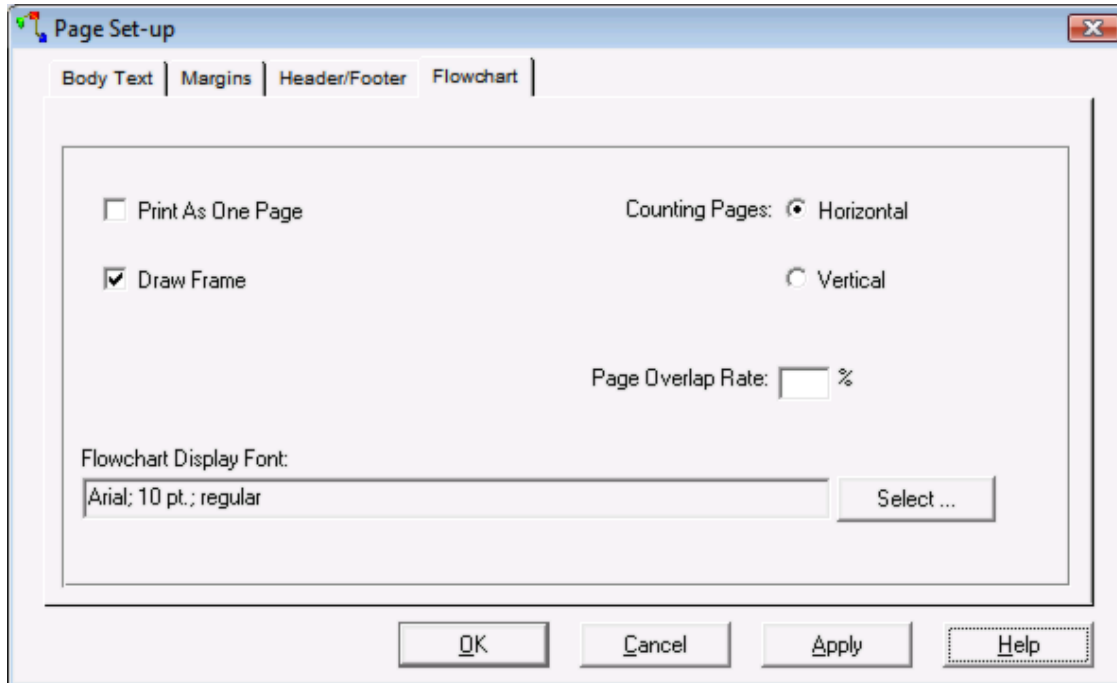 Page Set-up
Body Text Margins Header/Footer Flowchart
Print As One Page Counting Pages: Horizontal
Draw Frame Vertical
Page Overlap Rate: %
Flowchart Display Font:
Arial; 10 pt.; regular Select ...
OK Cancel Apply Help